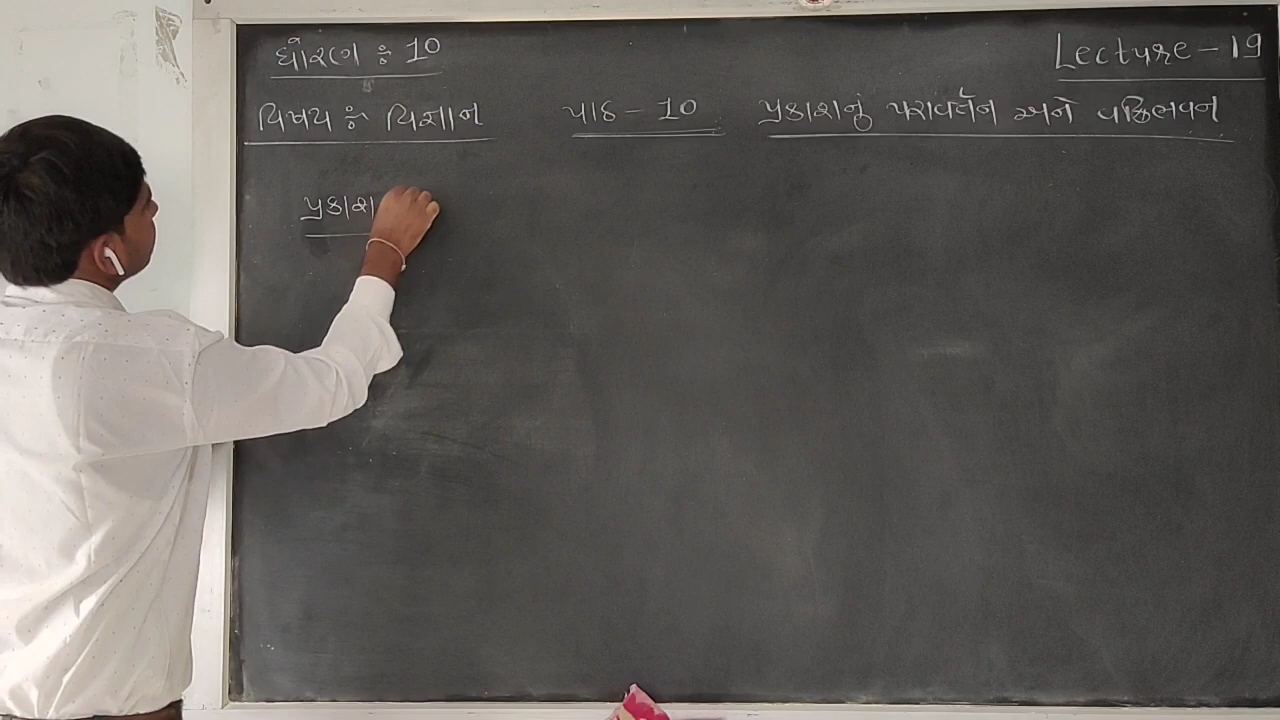 ધોરણ ઃ 10
Lecture - 19
વિષય ઃ વિજ્ઞાન પાઠ - 10 પ્રકાશનું પરાવર્તન અને વક્રિભવન
પ્રકાશ